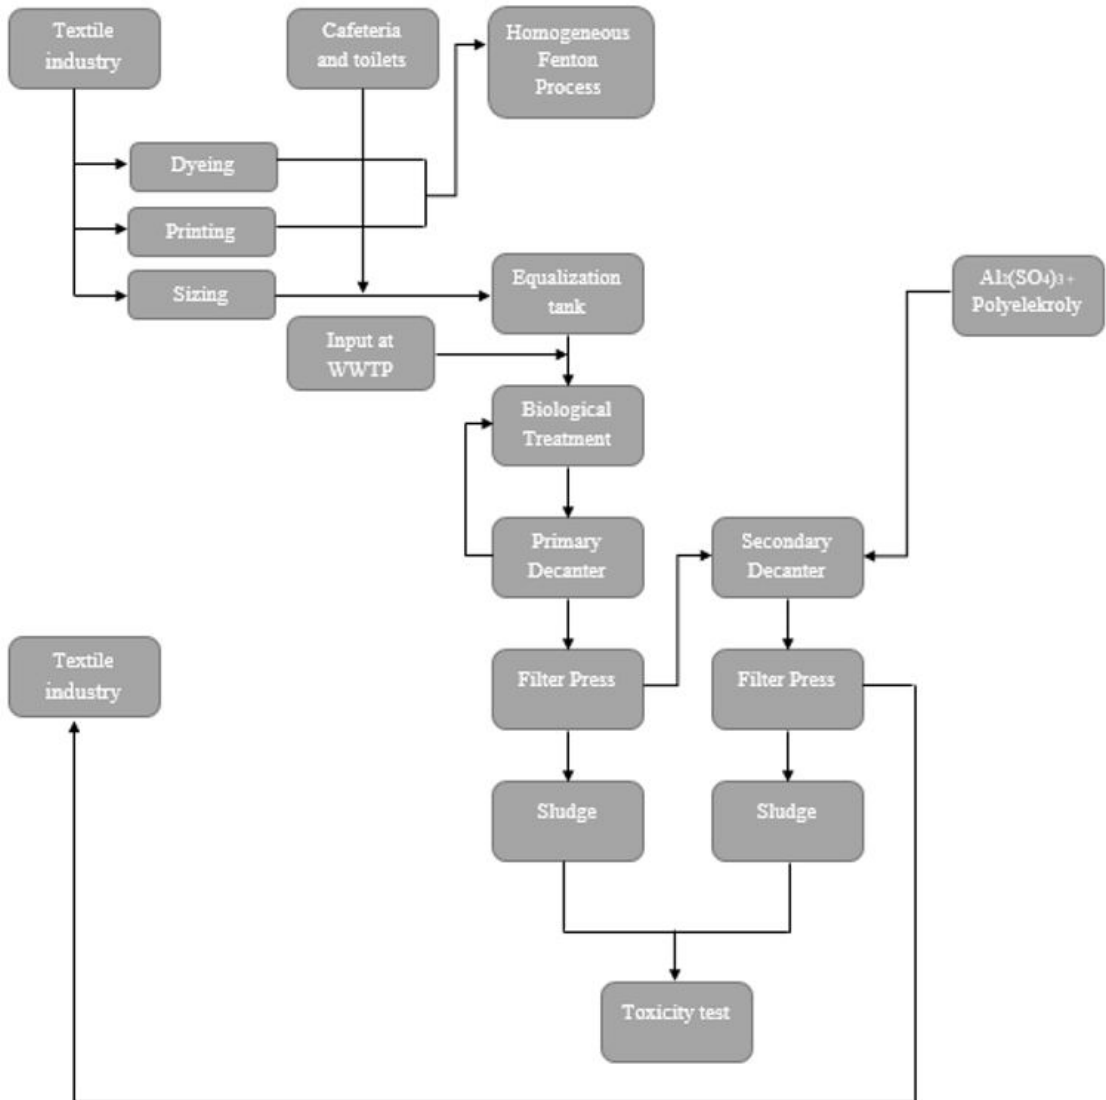 Textile
industry
Cafeteria
and toilets
Homogeneous
Fenton
Process
Dyeing
Printing
Sizing
Equalization
tank
Al2(SO4)3 +
Polyelekroly
Input at
WWTP
Biological
Treatment
Primary
Decanter
Secondary
Decanter
Textile
industry
Filter Press
Filter Press
Sludge
Sludge
Toxicity test